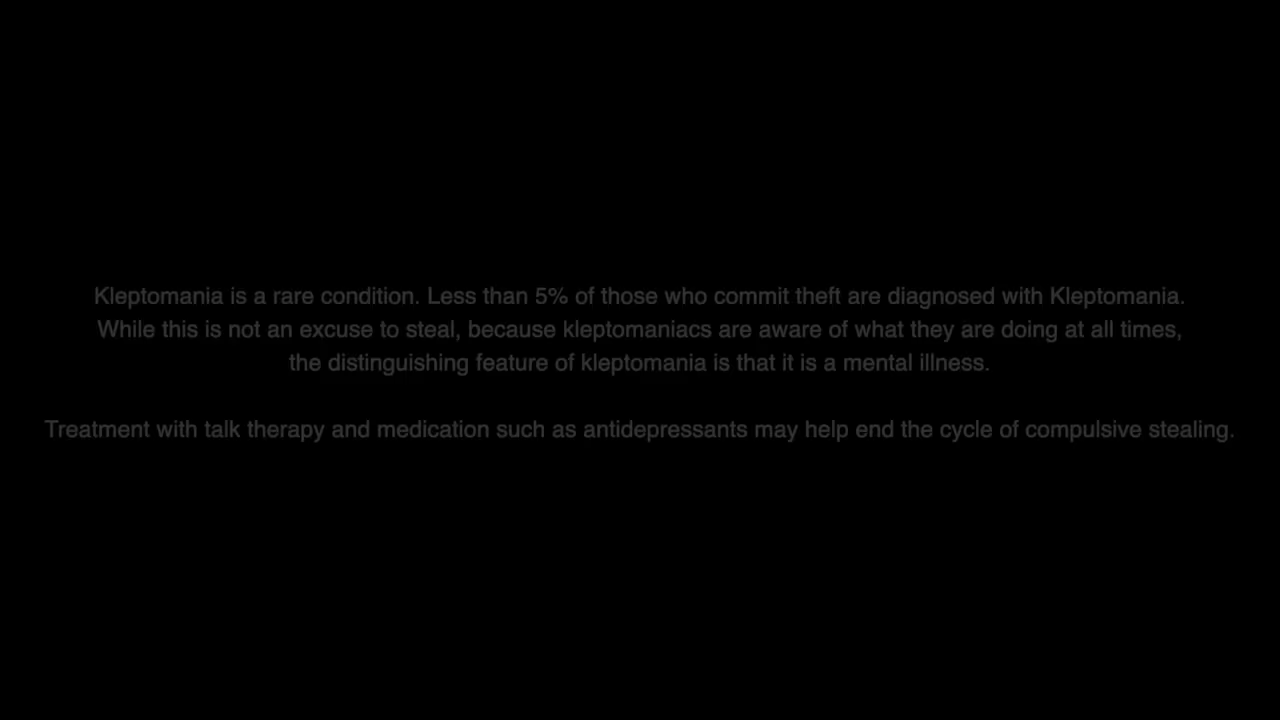 Kleptomania is a rare condition. Less than 5% of those who commit theft are diagnosed with Kleptomania.
While this is not an excuse to steal, because kleptomaniacs are aware of what they are doing at all times,
the distinguishing feature of kleptomania is that it is a mental illness.
Treatment with talk therapy and medication such as antidepressants may help end the cycle of compulsive stealing.